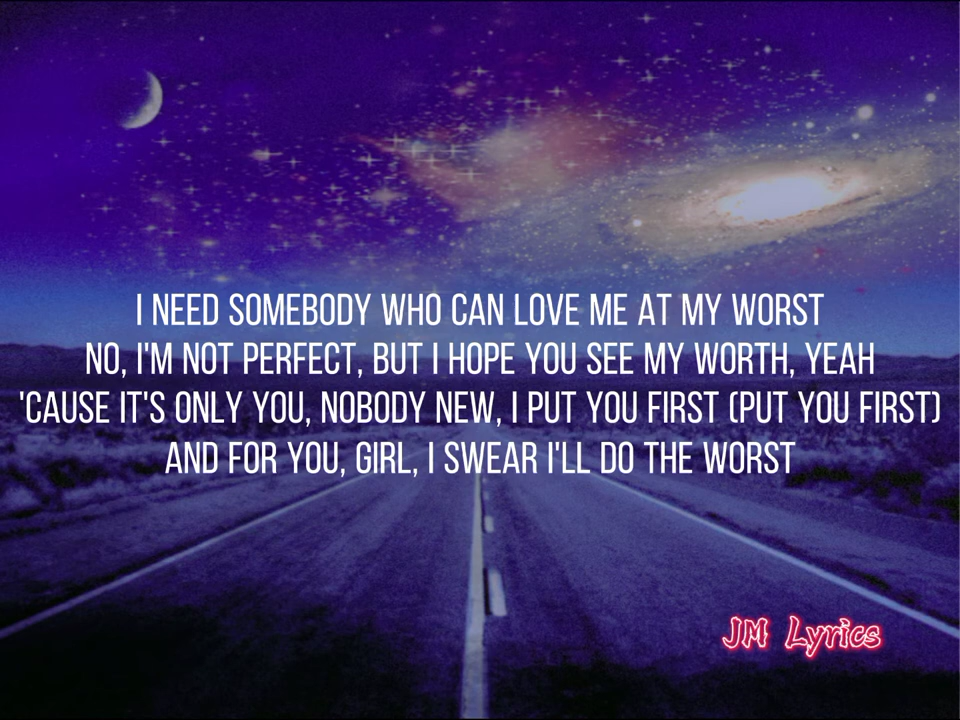 I NEED SOMEBODY WHO CAN LOVE ME AT MY WORST
NO, I'M NOT PERFECT, BUT I HOPE YOU SEE MY WORTH, YEAH
'CAUSE IT'S ONLY YOU, NOBODY NEW, I PUT YOU FIRST (PUT YOU FIRST)
AND FOR YOU, GIRL, I SWEAR I'LL DO THE WORST
JM Lyrics